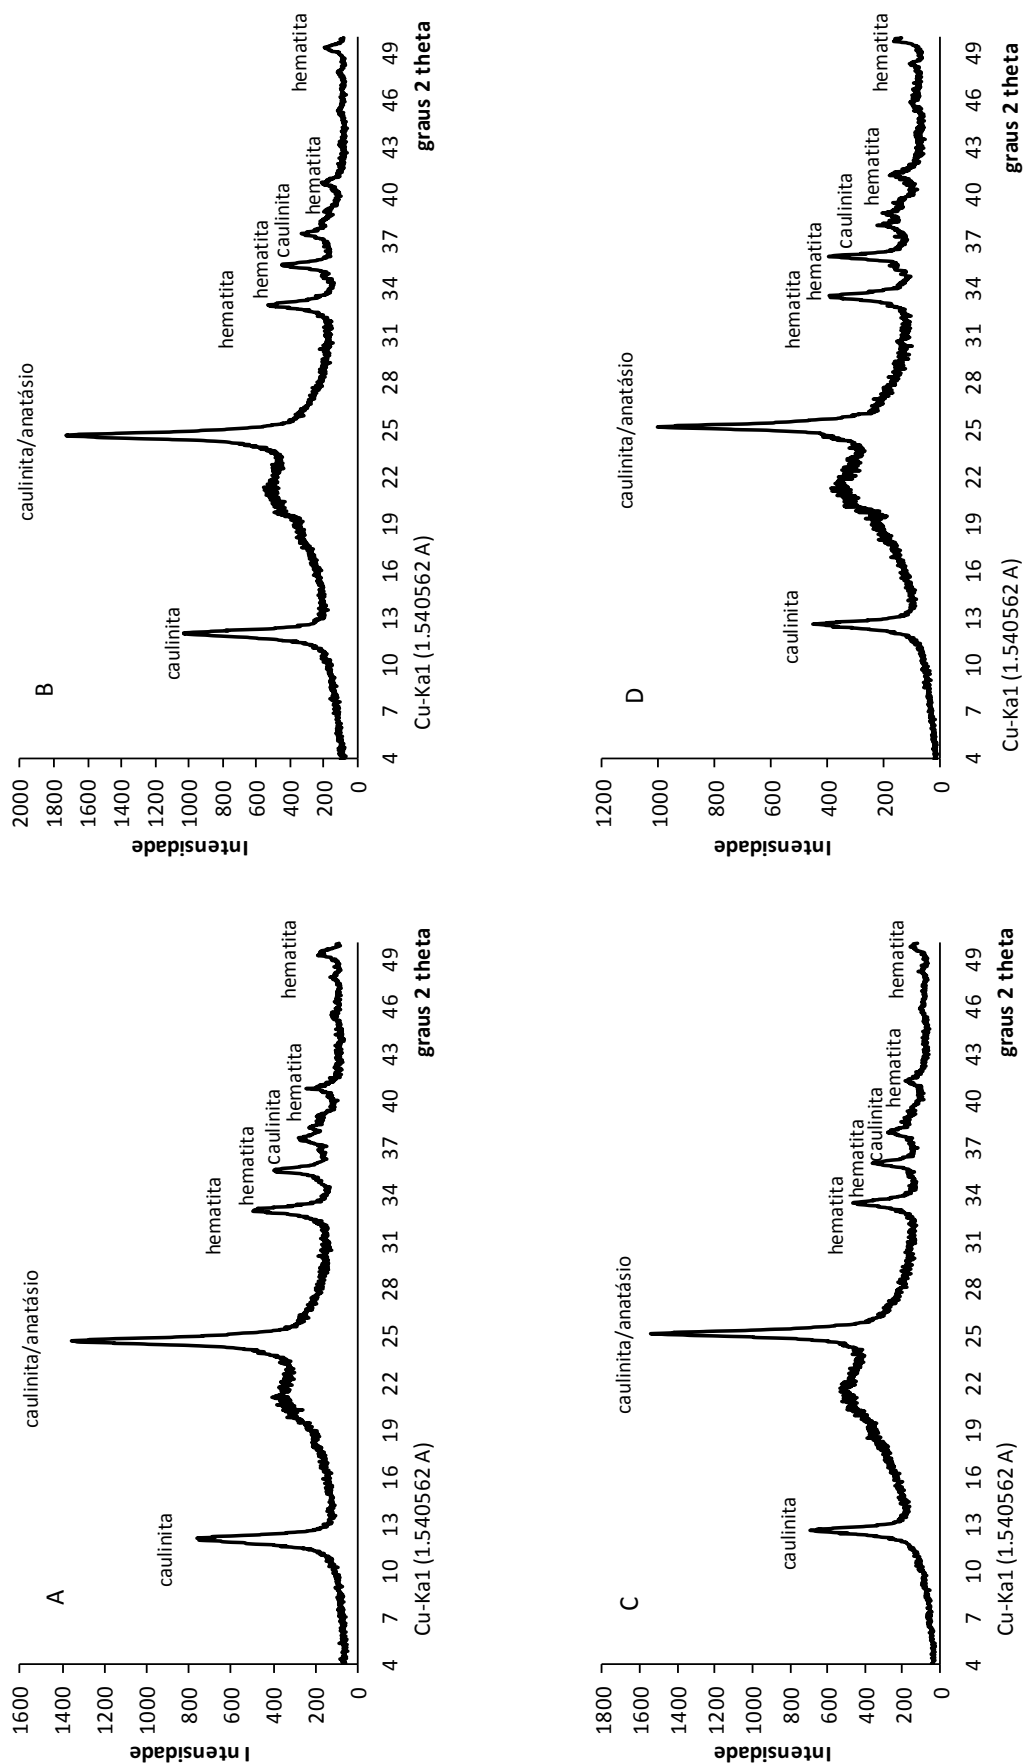 A
caulinita
caulinita/anatásio
hematita
hematita
Caulinita
hematita
hematita
Intensidade
1600
1400
1200
1000
800
600
400
200
0
4 7 10 13 16 19 22 25 28 31 34 37 40 43 46 49
Cu-Ka1 (1.540562 A)
graus 2 theta
B
caulinita
caulinita/anatásio
hematita
hematita
caulinita
hematita
hematita
Intensidade
2000
1800
1600
1400
1200
1000
800
600
400
200
0
4 7 10 13 16 19 22 25 28 31 34 37 40 43 46 49
Cu-Ka1 (1.540562 A)
graus 2 theta
C
caulinita
caulinita/anatásio
hematita
hematita
caulinita
hematita
hematita
Intensidade
1800
1600
1400
1200
1000
800
600
400
200
0
4 7 10 13 16 19 22 25 28 31 34 37 40 43 46 49
Cu-Ka1 (1.540562 A)
graus 2 theta
D
caulinita
caulinita/anatásio
hematita
hematita
Caulinita
hematita
hematita
Intensidade
1200
1000
800
600
400
200
0
4 7 10 13 16 19 22 25 28 31 34 37 40 43 46 49
Cu-Ka1 (1.540562 A)
graus 2 theta